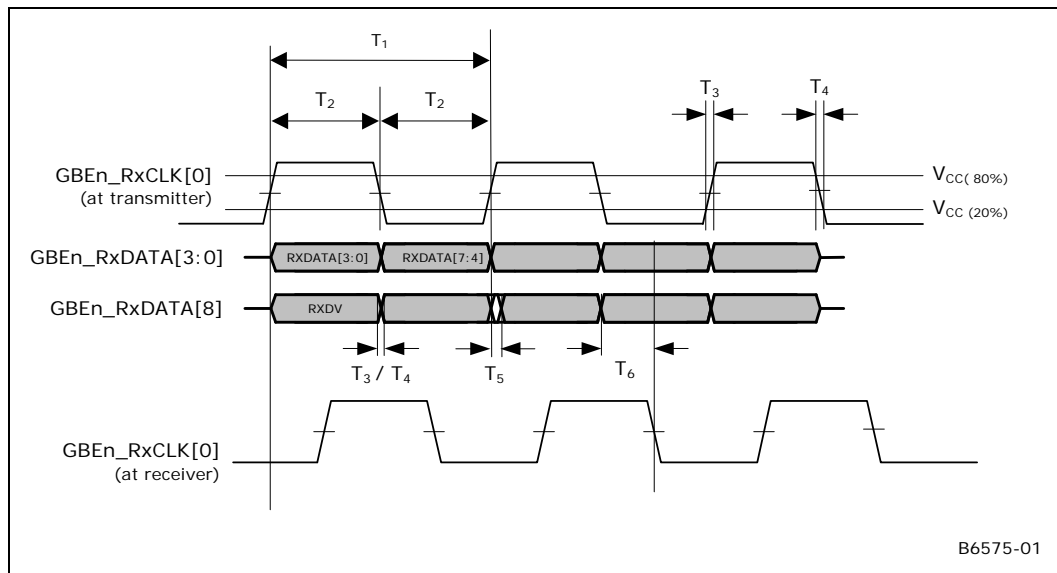 T₁
T₂ T₂ T₃ T₄
GBEn_RxCLK[0]
(at transmitter)
VCC( 80%)
VCC (20%)
GBEn_RxDATA[3:0] RXDATA[3:0] RXDATA[7:4]
GBEn_RxDATA[8] RXDV
T₃ / T₄ T₅ T₆
GBEn_RxCLK[0]
(at receiver)
B6575-01